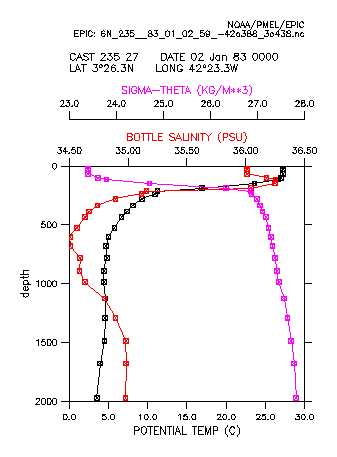 NOAA/PMEL/EPIC
EPIC: 6N_235__83_01_02_59_-42o388_3o438.nc
CAST 235 27 DATE 02 Jan 83 0000
LAT 3°26.3N LONG 42°23.3W
SIGMA-THETA (KG/M**3)
23.0 24.0 25.0 26.0 27.0 28.0
BOTTLE SALINITY (PSU)
34.50 35.00 35.50 36.00 36.50
0
500
1000
1500
2000
depth
0.0 5.0 10.0 15.0 20.0 25.0 30.0
POTENTIAL TEMP (C)